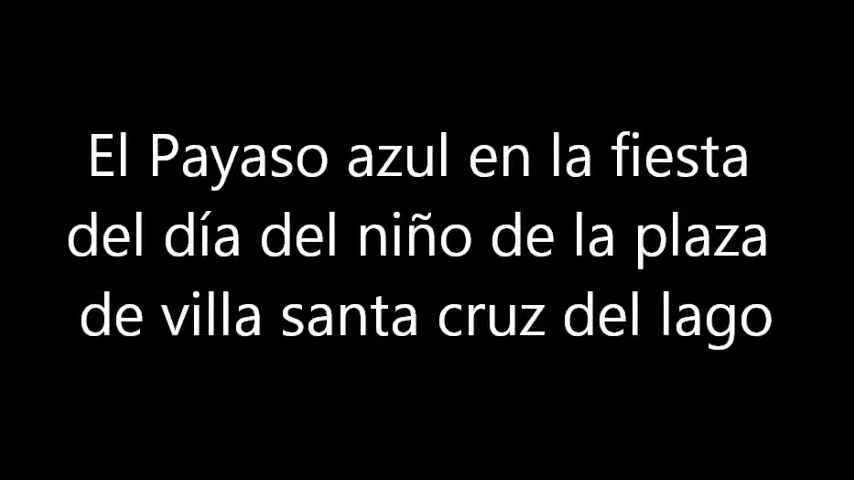 El Payaso azul en la fiesta
del día del niño de la plaza
de villa santa cruz del lago